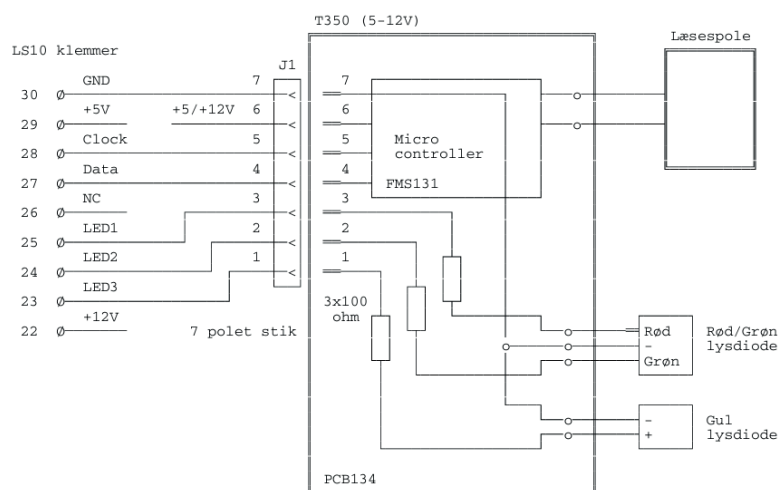 T350 (5-12V)
Læsespole
LS10 klemmer
J1
GND 7 7
30 ø <
+5V +5/+12V 6 6
29 ø <
Clock 5 5 Micro
28 ø < controller
Data 4 4
27 ø < FMS131
NC 3 3
26 ø <
LED1 2 2
25 ø <
LED2 1 1
24 ø <
LED3
23 ø
3x100
ohm
+12V
22 ø
7 polet stik
Rød
-
Grøn
Rød/Grøn
lysdiode
-
+
Gul
lysdiode
PCB134